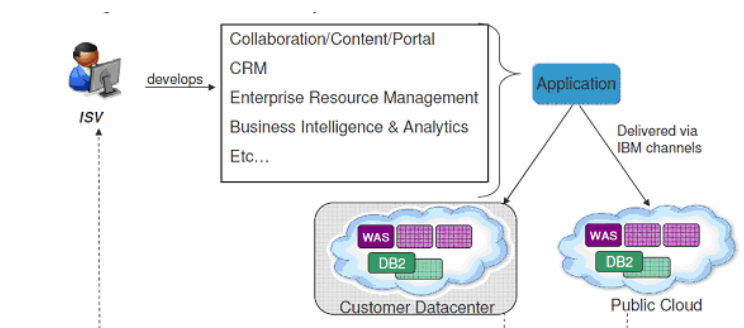 Collaboration/Content/Portal
CRM
Enterprise Resource Management
Business Intelligence & Analytics
Etc…
develops
ISV
Application
Delivered via
IBM channels
WAS
DB2
Customer Datacenter
WAS
DB2
Public Cloud